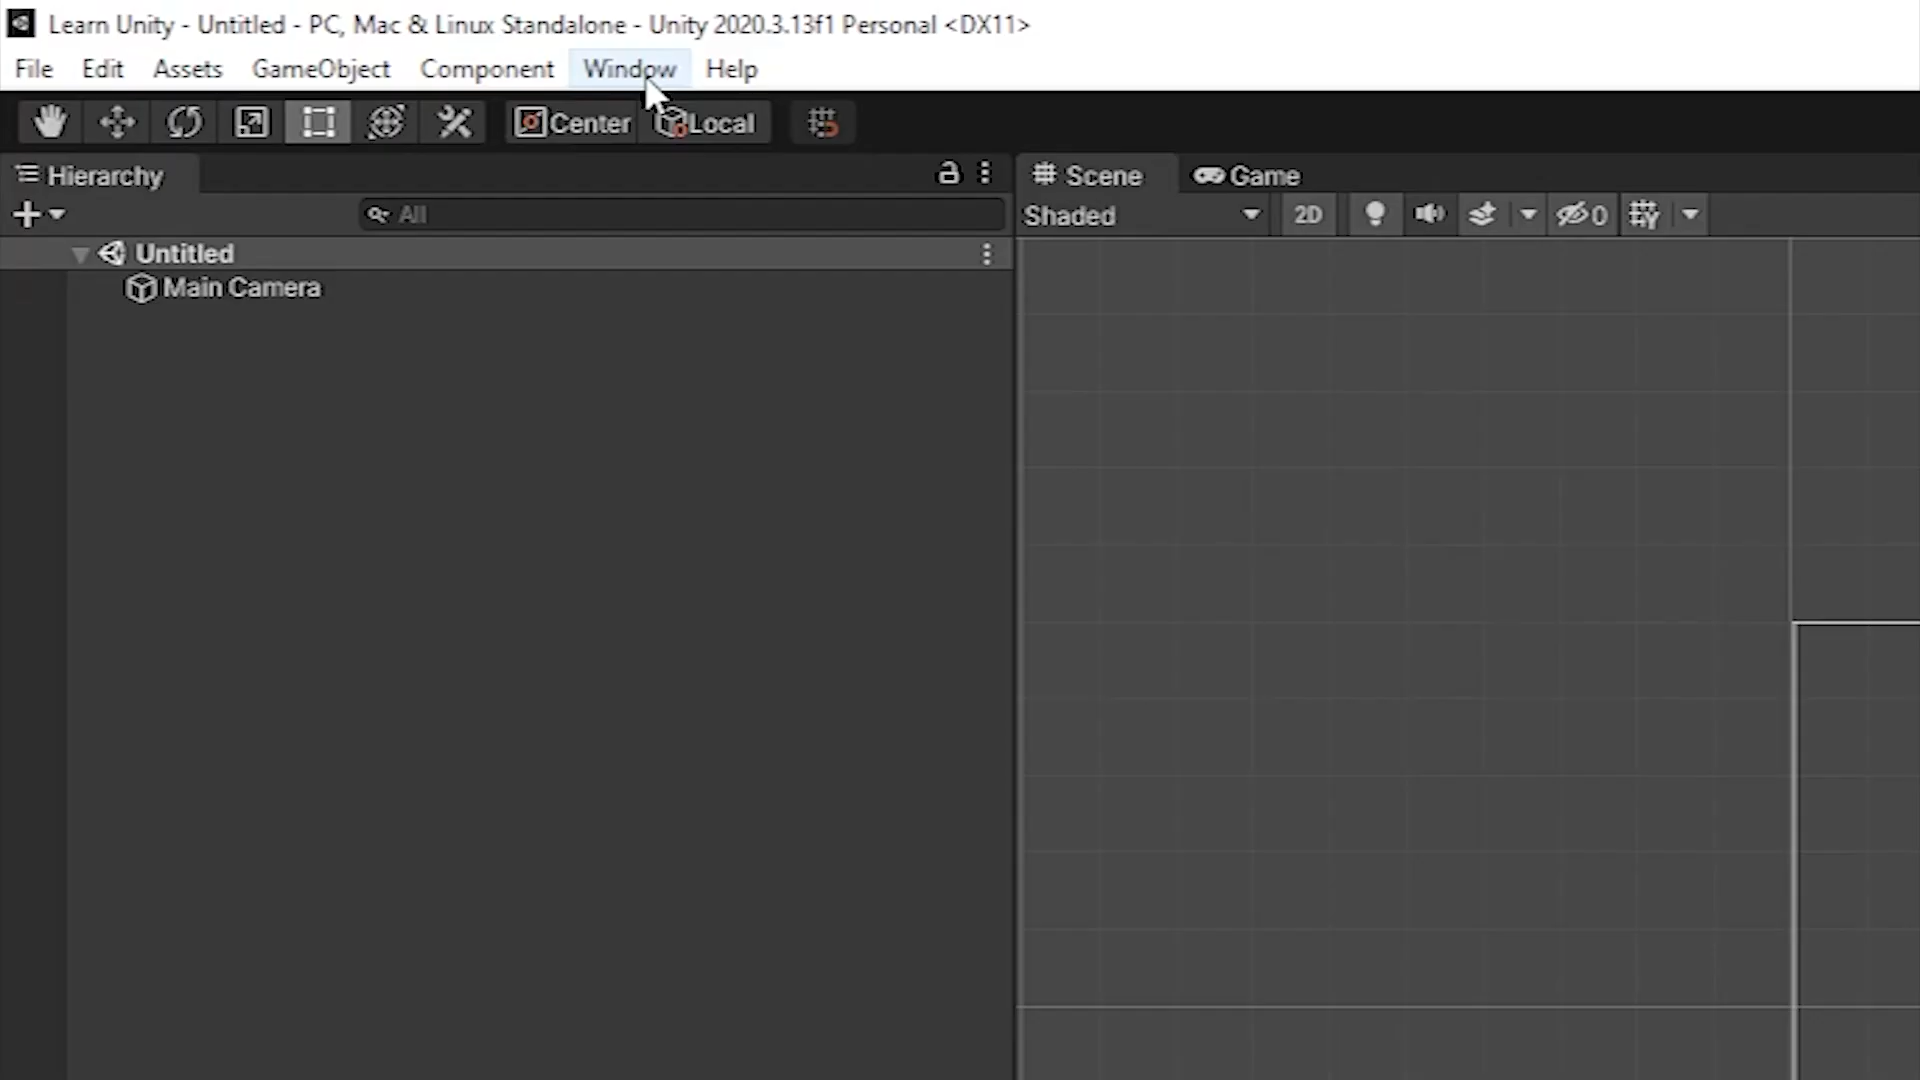 Learn Unity - Untitled - PC, Mac & Linux Standalone - Unity 2020.3.13f1 Personal <DX11>
File Edit Assets GameObject Component Window Help
Center Local
Hierarchy
All
Untitled
Main Camera
Scene Game
Shaded 2D 0